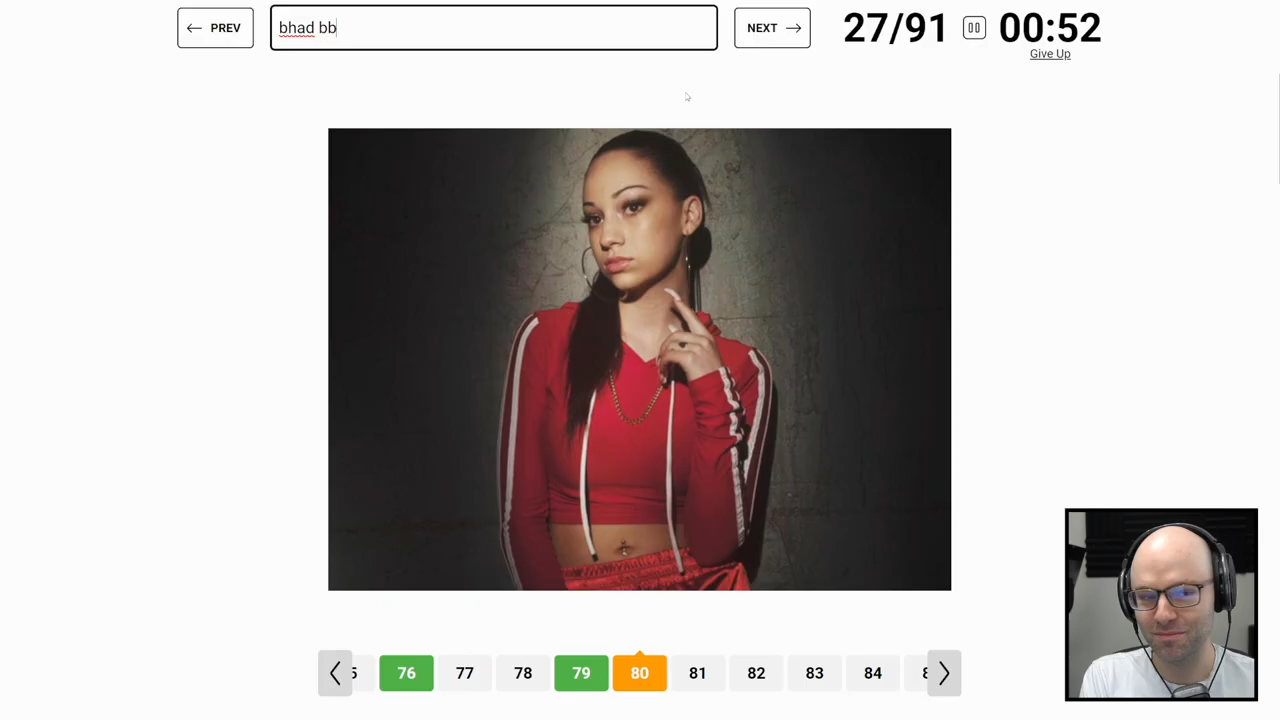 ← PREV
bhad bb
NEXT →
27/91
00:52
Give Up
76
77
78
79
80
81
82
83
84